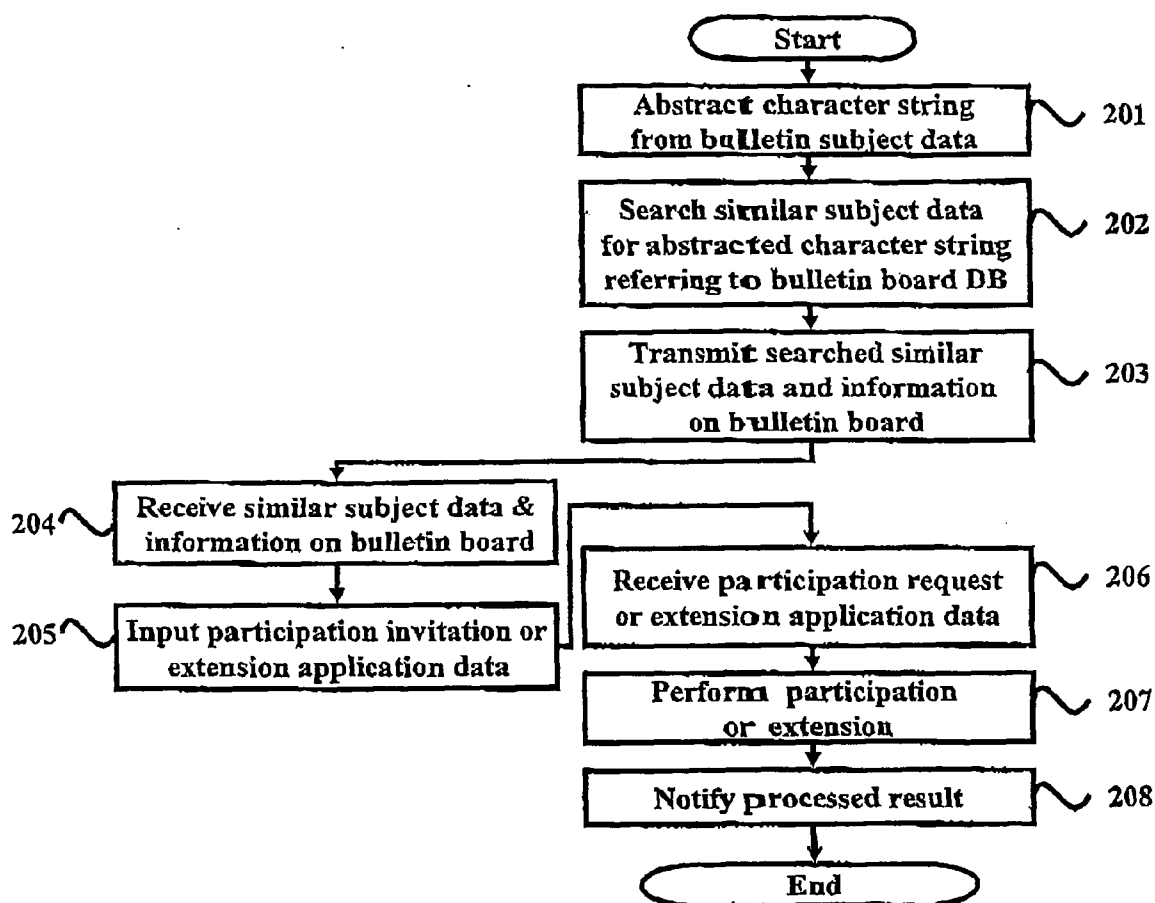 Start
Abstract character string
from bulletin subject data
201
Search similar subject data
for abstracted character string
referring to bulletin board DB
202
Transmit searched similar
subject data and information
on bulletin board
203
204
Receive similar subject data &
information on bulletin board
205
Input participation invitation or
extension application data
Receive participation request
or extension application data
206
Perform participation
or extension
207
Notify processed result
208
End